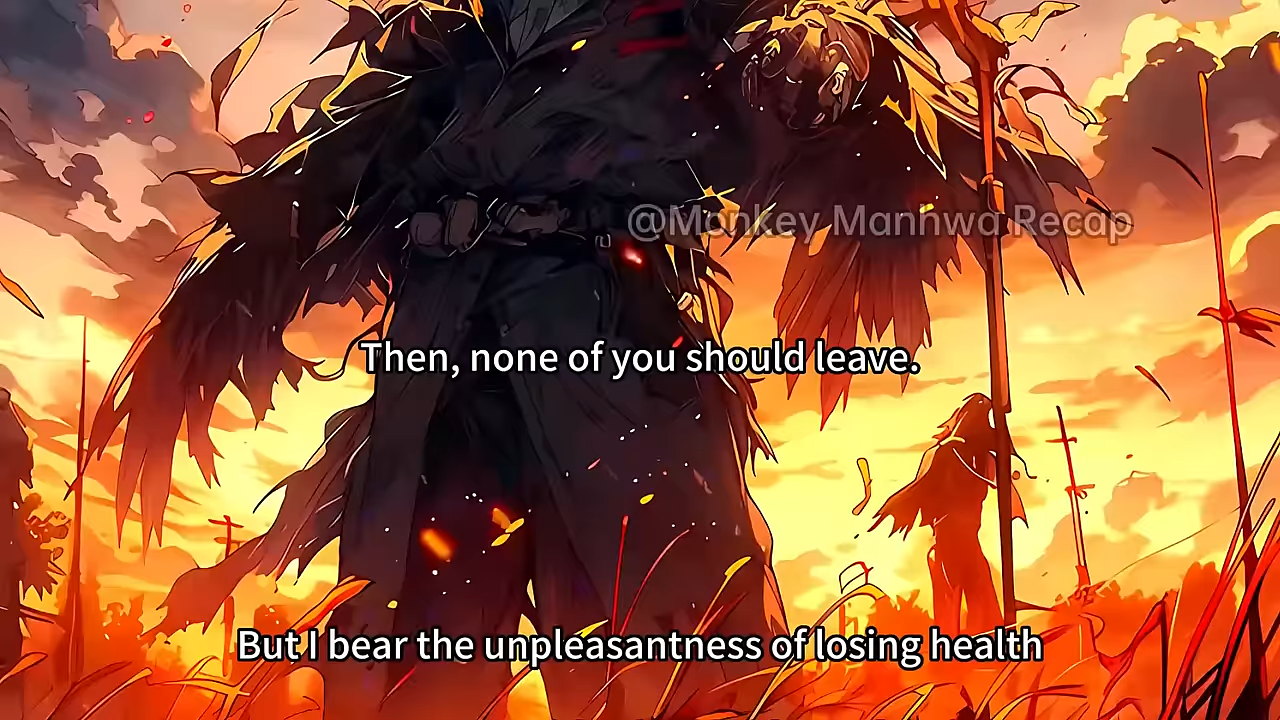 @Monkey Manhwa Recap
Then, none of you should leave.
But I bear the unpleasantness of losing health